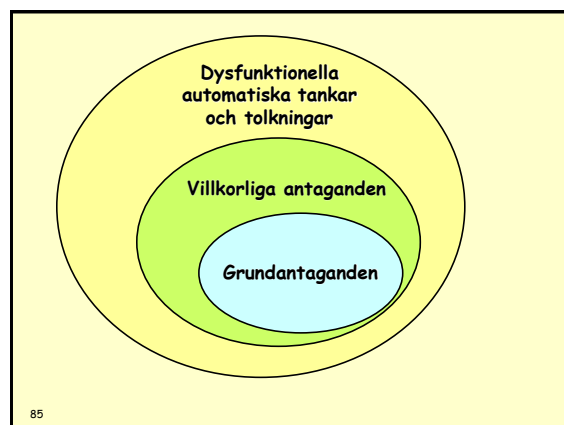 Dysfunktionella
automatiska tankar
och tolkningar
Villkorliga antaganden
Grundantaganden
85